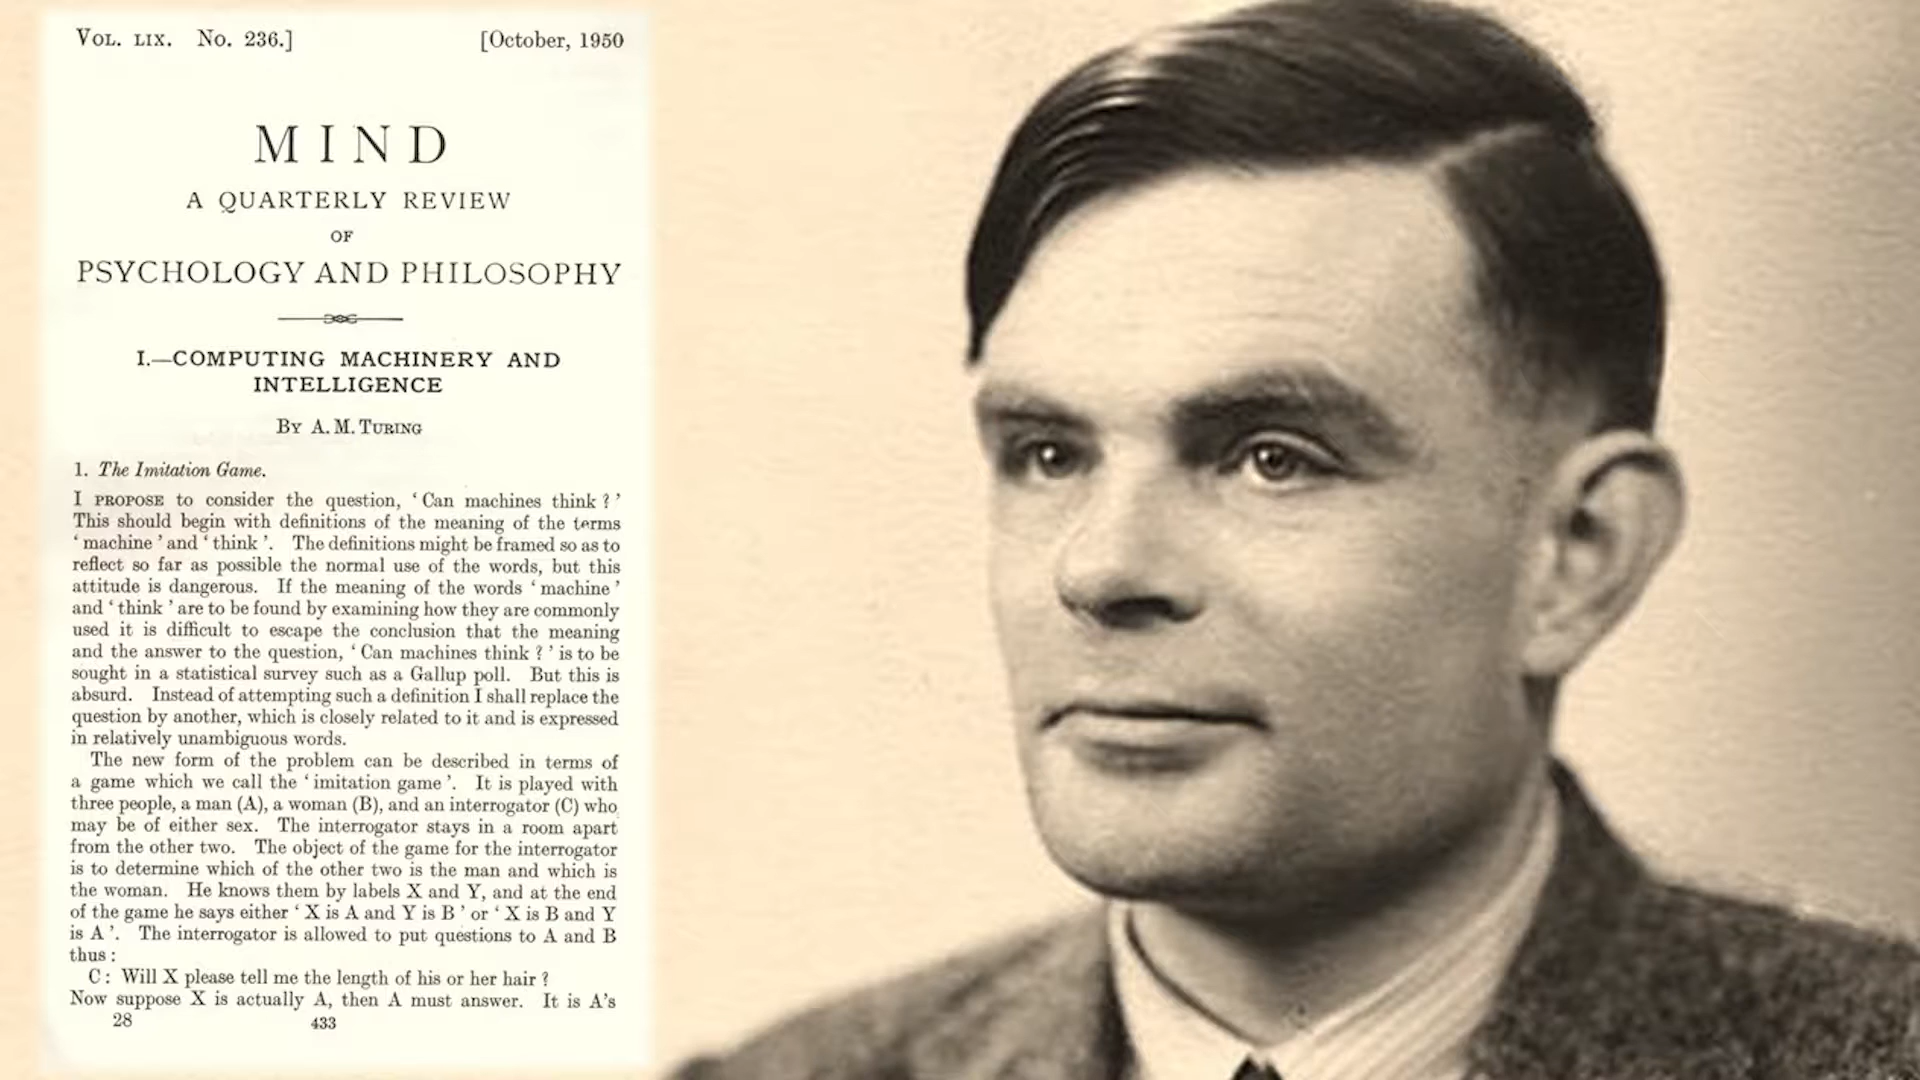 VOL. LIX. No. 236.] [October, 1950
MIND
A QUARTERLY REVIEW
OF
PSYCHOLOGY AND PHILOSOPHY
I.—COMPUTING MACHINERY AND
INTELLIGENCE
BY A. M. TURING
1. The Imitation Game.
I PROPOSE to consider the question, ‘ Can machines think ? ’
This should begin with definitions of the meaning of the terms
‘ machine ’ and ‘ think ’. The definitions might be framed so as to
reflect so far as possible the normal use of the words, but this
attitude is dangerous. If the meaning of the words ‘ machine ’
and ‘ think ’ are to be found by examining how they are commonly
used it is difficult to escape the conclusion that the meaning
and the answer to the question, ‘ Can machines think ? ’ is to be
sought in a statistical survey such as a Gallup poll. But this is
absurd. Instead of attempting such a definition I shall replace the
question by another, which is closely related to it and is expressed
in relatively unambiguous words.
The new form of the problem can be described in terms of
a game which we call the ‘ imitation game ’. It is played with
three people, a man (A), a woman (B), and an interrogator (C) who
may be of either sex. The interrogator stays in a room apart
from the other two. The object of the game for the interrogator
is to determine which of the other two is the man and which is
the woman. He knows them by labels X and Y, and at the end
of the game he says either ‘ X is A and Y is B ’ or ‘ X is B and Y
is A ’. The interrogator is allowed to put questions to A and B
thus :
C : Will X please tell me the length of his or her hair ?
Now suppose X is actually A, then A must answer. It is A’s
28 433